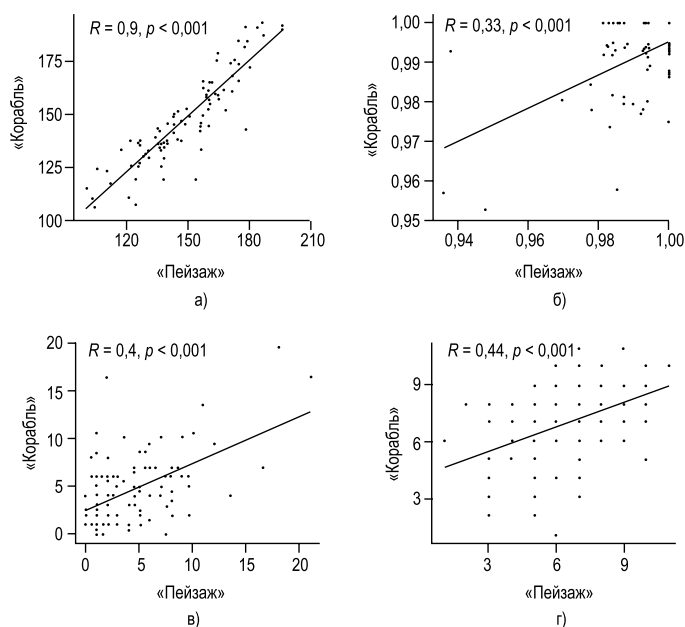 R = 0,9, p < 0,001
175
150
125
100
«Корабль»
120
150
180
210
«Пейзаж»
а)
R = 0,33, p < 0,001
1,00
0,99
0,98
0,97
0,96
0,95
«Корабль»
0,94
0,96
0,98
1,00
«Пейзаж»
б)
R = 0,4, p < 0,001
20
15
10
5
0
«Корабль»
0
5
10
15
20
«Пейзаж»
в)
R = 0,44, p < 0,001
9
6
3
«Корабль»
3
6
9
«Пейзаж»
г)